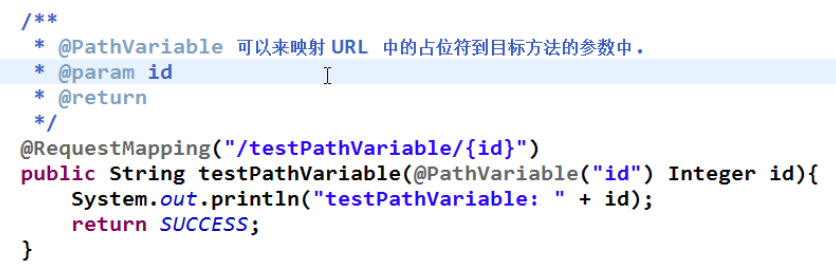 /**
 * @PathVariable 可以来映射 URL 中的占位符到目标方法的参数中.
 * @param id
 * @return
 */
@RequestMapping("/testPathVariable/{id}")
public String testPathVariable(@PathVariable("id") Integer id){
    System.out.println("testPathVariable: " + id);
    return SUCCESS;
}